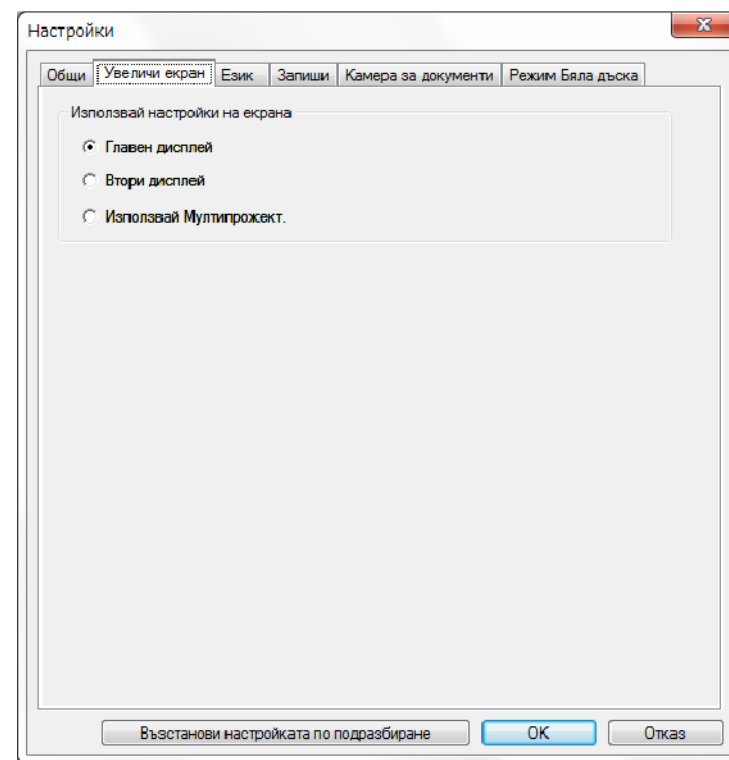 Настройки
Общи Увеличи екран Език Запиши Камера за документи Режим Бяла дъска
Използвай настройки на екрана
Главен дисплей
Втори дисплей
Използвай Мултипрожект.
Възстанови настройката по подразбиране OK Отказ